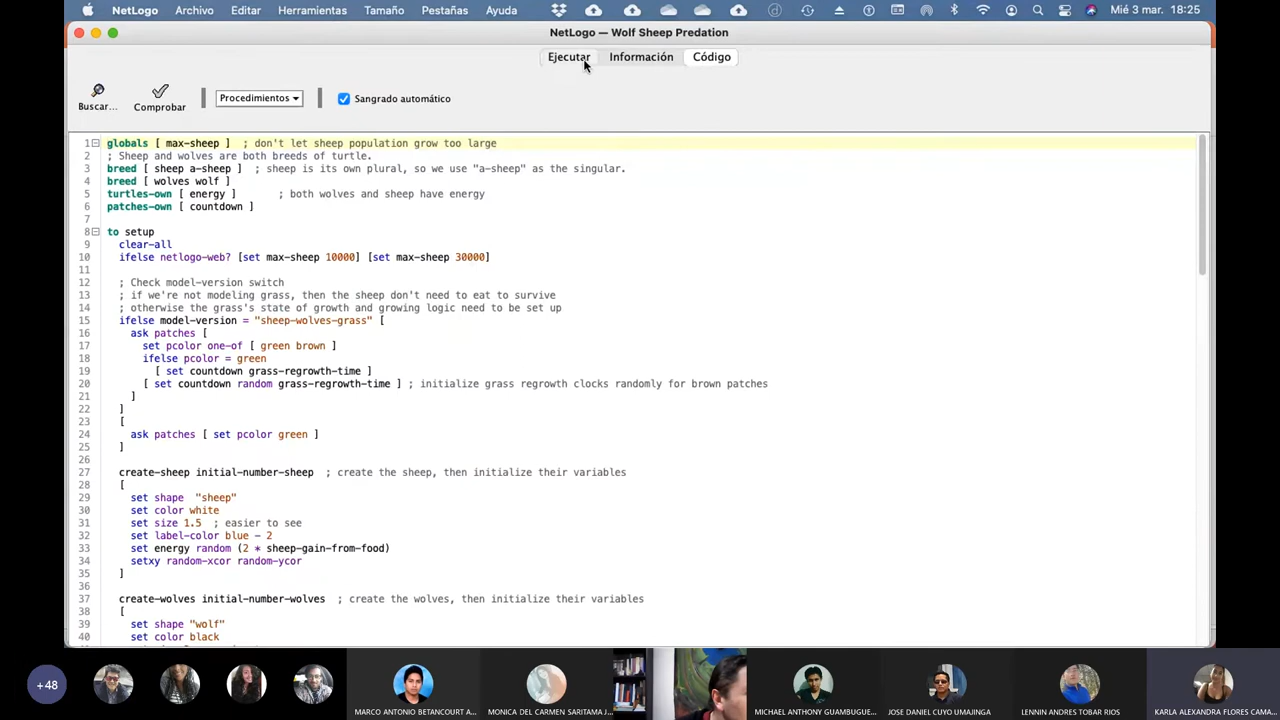 NetLogo Archivo Editar Herramientas Tamaño Pestañas Ayuda Mié 3 mar. 18:25
NetLogo — Wolf Sheep Predation
Ejecutar Información Código
Buscar... Comprobar Procedimientos Sangrado automático
1 globals [ max-sheep ]  ; don't let sheep population grow too large
2 ; Sheep and wolves are both breeds of turtle.
3 breed [ sheep a-sheep ]  ; sheep is its own plural, so we use "a-sheep" as the singular.
4 breed [ wolves wolf ]
5 turtles-own [ energy ]       ; both wolves and sheep have energy
6 patches-own [ countdown ]
7
8 to setup
9   clear-all
10   ifelse netlogo-web? [set max-sheep 10000] [set max-sheep 30000]
11
12   ; Check model-version switch
13   ; if we're not modeling grass, then the sheep don't need to eat to survive
14   ; otherwise the grass's state of growth and growing logic need to be set up
15   ifelse model-version = "sheep-wolves-grass" [
16     ask patches [
17       set pcolor one-of [ green brown ]
18       ifelse pcolor = green
19         [ set countdown grass-regrowth-time ]
20       [ set countdown random grass-regrowth-time ] ; initialize grass regrowth clocks randomly for brown patches
21     ]
22   ]
23   [
24     ask patches [ set pcolor green ]
25   ]
26
27   create-sheep initial-number-sheep  ; create the sheep, then initialize their variables
28   [
29     set shape  "sheep"
30     set color white
31     set size 1.5  ; easier to see
32     set label-color blue - 2
33     set energy random (2 * sheep-gain-from-food)
34     setxy random-xcor random-ycor
35   ]
36
37   create-wolves initial-number-wolves  ; create the wolves, then initialize their variables
38   [
39     set shape "wolf"
40     set color black
+48
MARCO ANTONIO BETANCOURT A...
MONICA DEL CARMEN SARITAMA J...
MICHAEL ANTHONY GUAMBUGUE...
JOSE DANIEL CUYO UMAJINGA
LENNIN ANDRES TOBAR RIOS
KARLA ALEXANDRA FLORES CAMA...